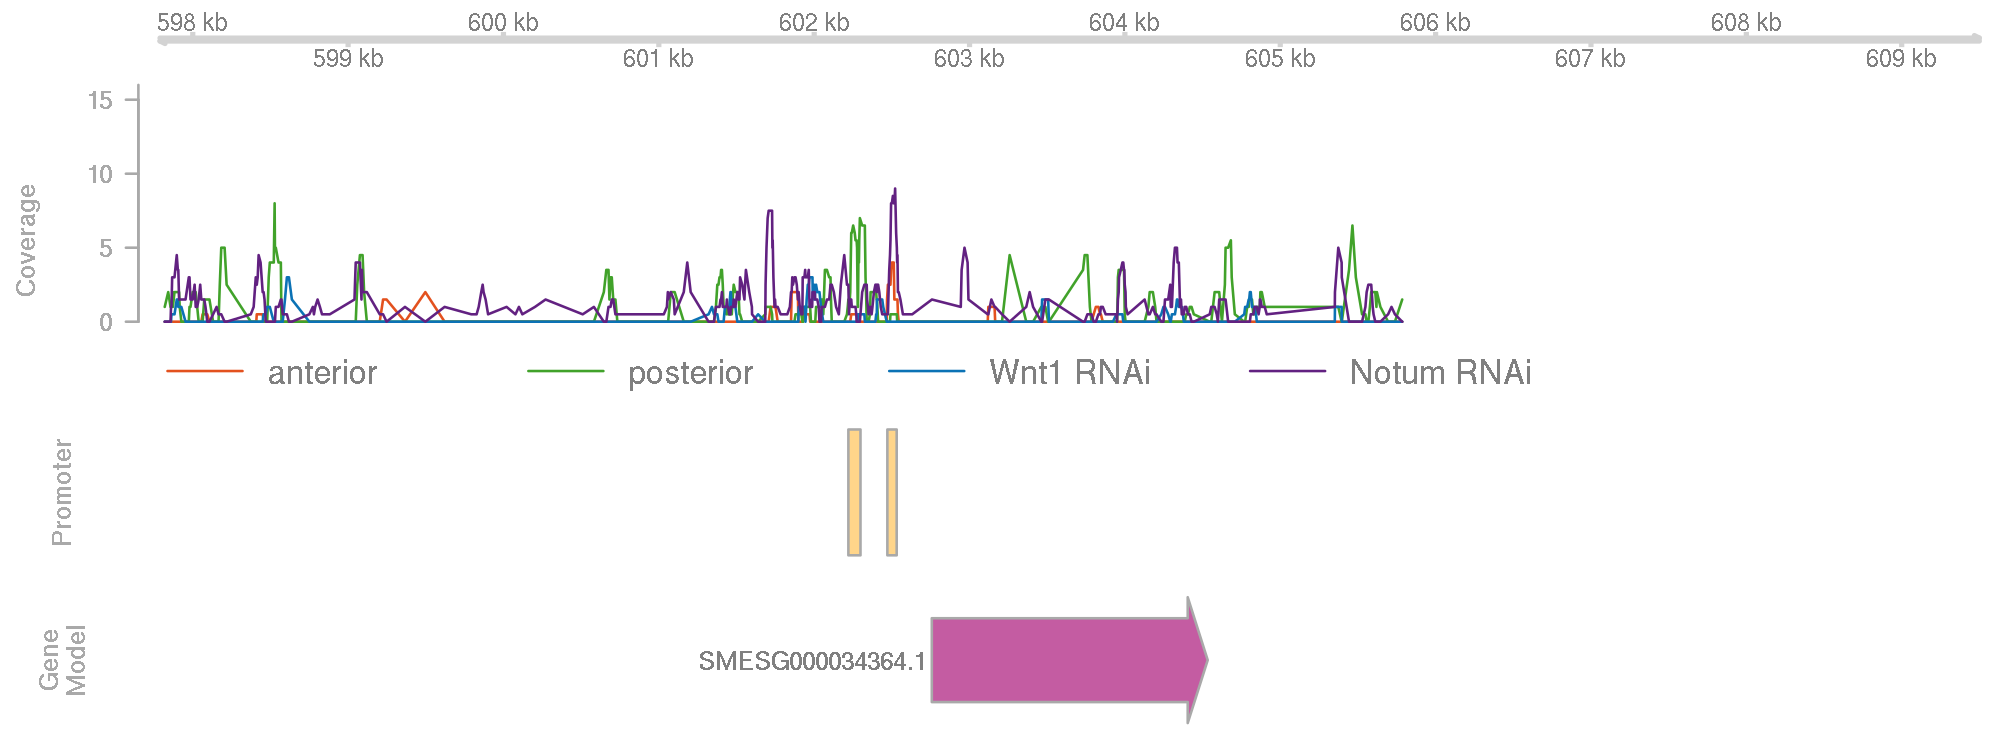 598 kb 600 kb 602 kb 604 kb 606 kb 608 kb
599 kb 601 kb 603 kb 605 kb 607 kb 609 kb
15
10
5
0
Coverage
anterior posterior Wnt1 RNAi Notum RNAi
Promoter
Gene
Model
SMESG000034364.1